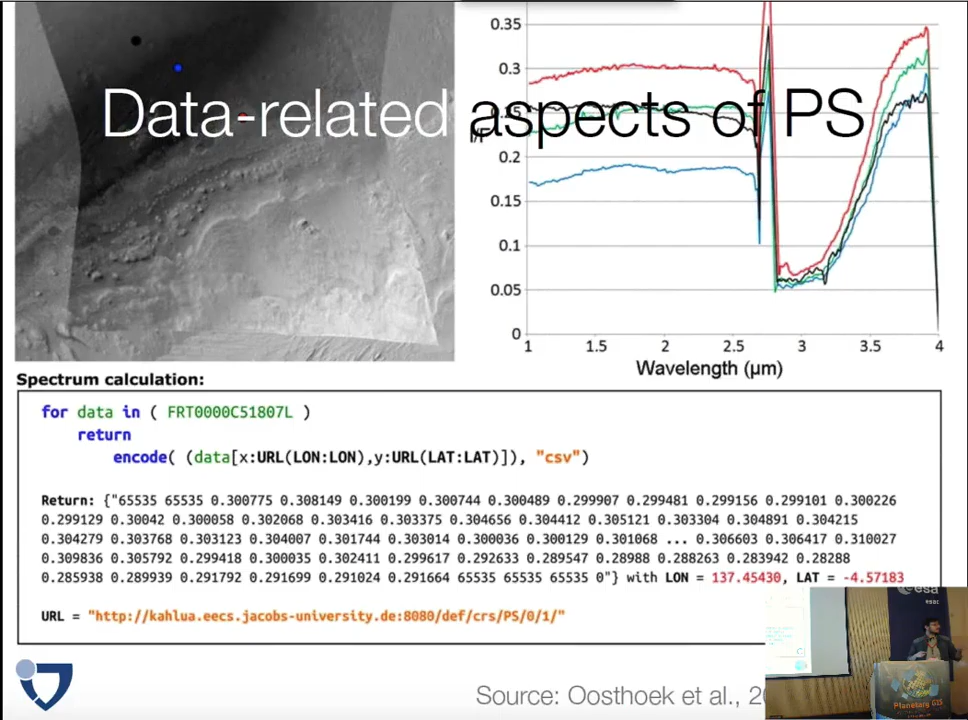 Data-related aspects of PS
0.35
0.3
0.2
0.15
0.1
0.05
0
I/F
1 1.5 2 2.5 3 3.5 4
Wavelength (μm)
Spectrum calculation:
for data in ( FRT0000C51807L )
return
encode( (data[x:URL(LON:LON),y:URL(LAT:LAT)]), "csv")
Return: {"65535 65535 0.300775 0.308149 0.300199 0.300744 0.300489 0.299907 0.299481 0.299156 0.299101 0.300226
0.299129 0.30042 0.300058 0.302068 0.303416 0.303375 0.304656 0.304412 0.305121 0.303304 0.304891 0.304215
0.304279 0.303768 0.303123 0.304007 0.301744 0.303014 0.300036 0.300129 0.301068 ... 0.306603 0.306417 0.310027
0.309836 0.305792 0.299418 0.300035 0.302411 0.299617 0.292633 0.289547 0.28988 0.288263 0.283942 0.28288
0.285938 0.289939 0.291792 0.291699 0.291024 0.291664 65535 65535 65535 0"} with LON = 137.45430, LAT = -4.57183
URL = "http://kahlua.eecs.jacobs-university.de:8080/def/crs/PS/0/1/"
esa
esac
Planetary GIS
Source: Oosthoek et al., 20